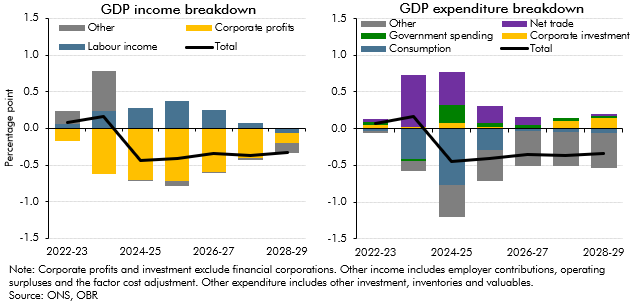 GDP income breakdown
Other
Corporate profits
Labour income
Total
Percentage point
1.5
1.0
0.5
0.0
-0.5
-1.0
-1.5
2022-23 2024-25 2026-27 2028-29
GDP expenditure breakdown
Other
Net trade
Government spending
Corporate investment
Consumption
Total
1.5
1.0
0.5
0.0
-0.5
-1.0
-1.5
2022-23 2024-25 2026-27 2028-29
Note: Corporate profits and investment exclude financial corporations. Other income includes employer contributions, operating
surpluses and the factor cost adjustment. Other expenditure includes other investment, inventories and valuables.
Source: ONS, OBR